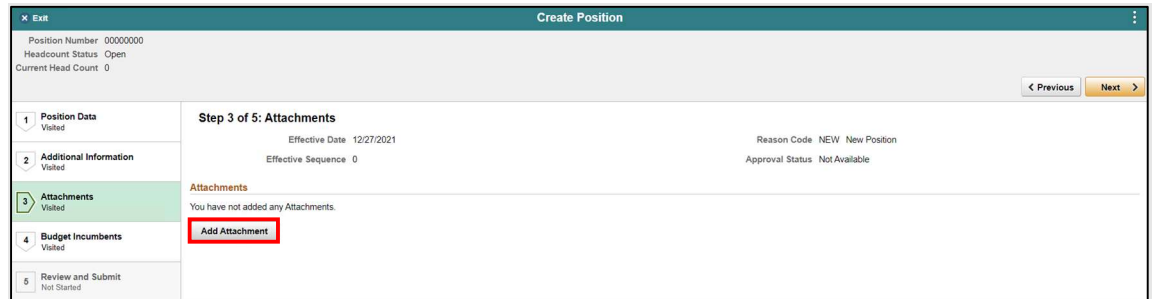 × Exit
Create Position
Position Number 00000000
Headcount Status Open
Current Head Count 0
< Previous
Next >
1 Position Data
Visited
2 Additional Information
Visited
3 Attachments
Visited
4 Budget Incumbents
Visited
5 Review and Submit
Not Started
Step 3 of 5: Attachments
Effective Date 12/27/2021
Reason Code NEW New Position
Effective Sequence 0
Approval Status Not Available
Attachments
You have not added any Attachments.
Add Attachment